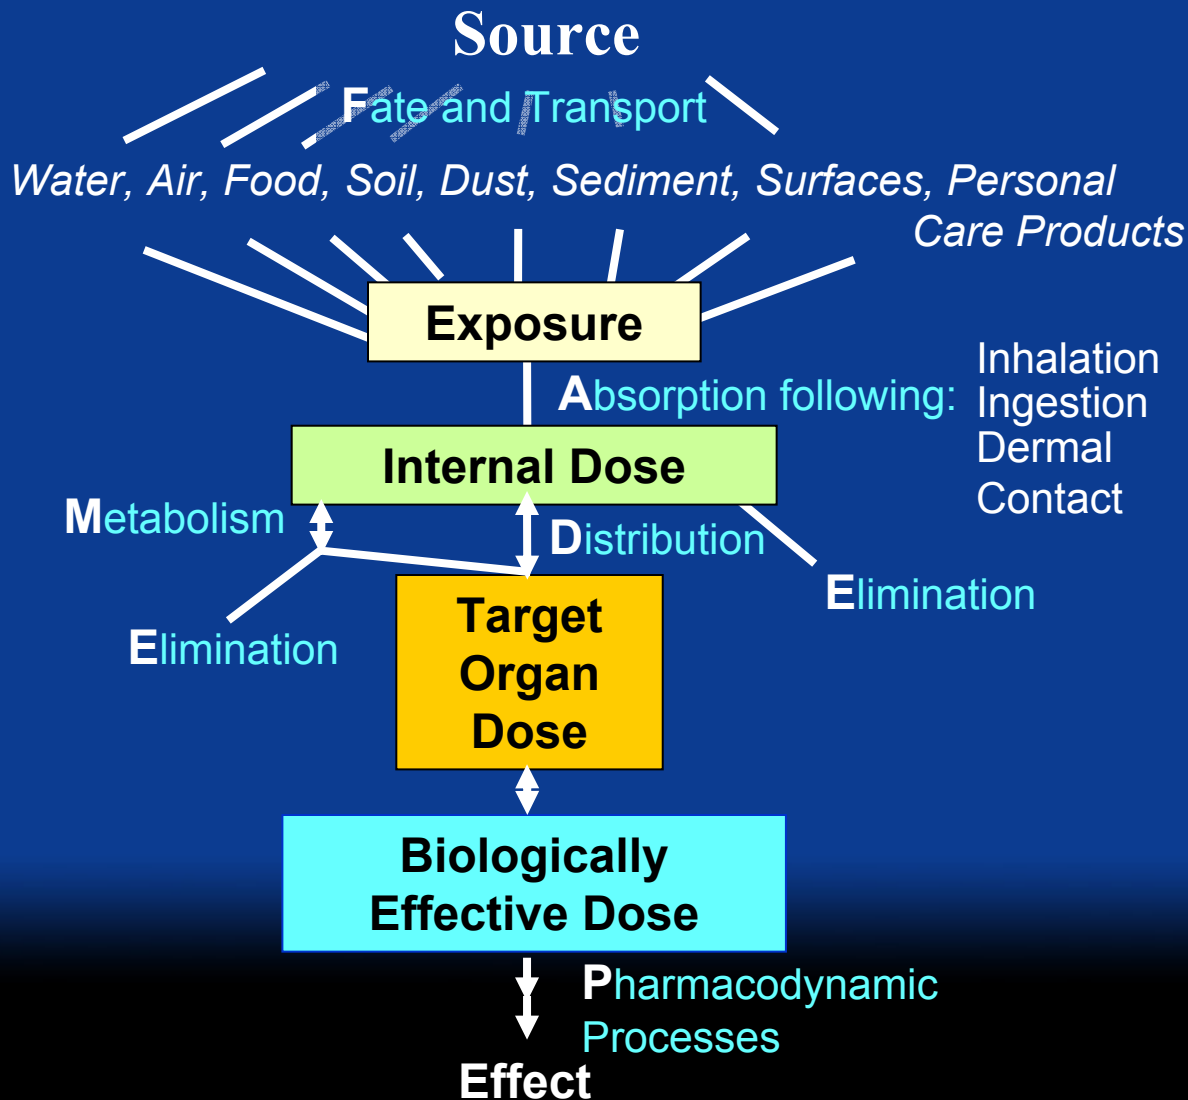 Source
Fate and Transport
Water, Air, Food, Soil, Dust, Sediment, Surfaces, Personal
Care Products
Exposure
Absorption following:
Inhalation
Ingestion
Dermal
Contact
Internal Dose
Metabolism
Distribution
Elimination
Elimination
Target
Organ
Dose
Biologically
Effective Dose
Pharmacodynamic
Processes
Effect